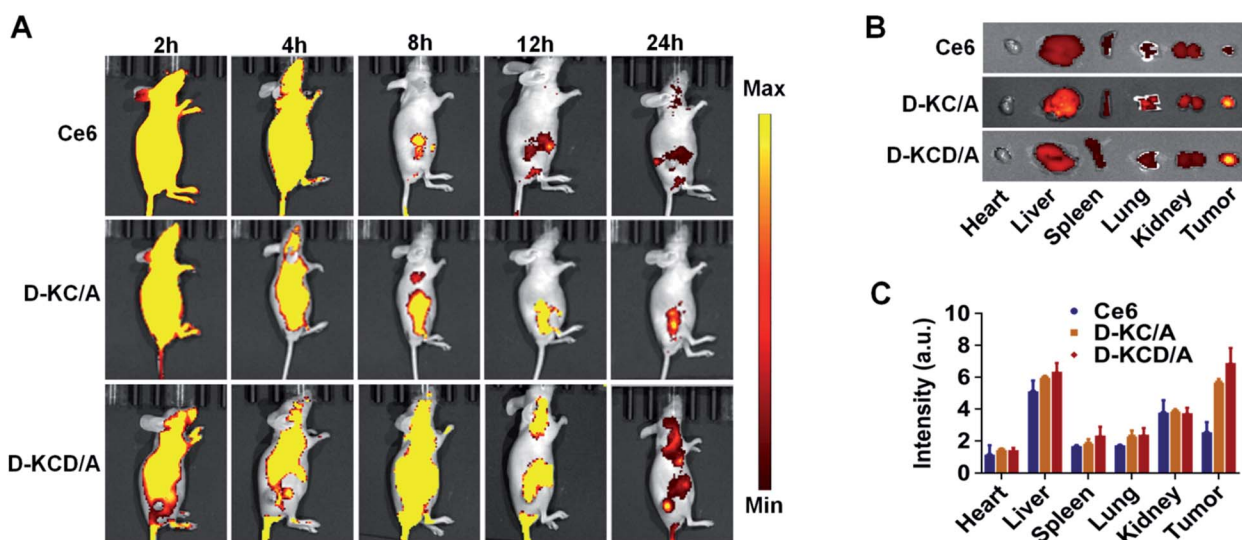 A
2h 4h 8h 12h 24h
Ce6
D-KC/A
D-KCD/A
Max
Min
B
Ce6
D-KC/A
D-KCD/A
Heart Liver Spleen Lung Kidney Tumor
C
Ce6
D-KC/A
D-KCD/A
Intensity (a.u.)
10
8
6
4
2
0
Heart Liver Spleen Lung Kidney Tumor